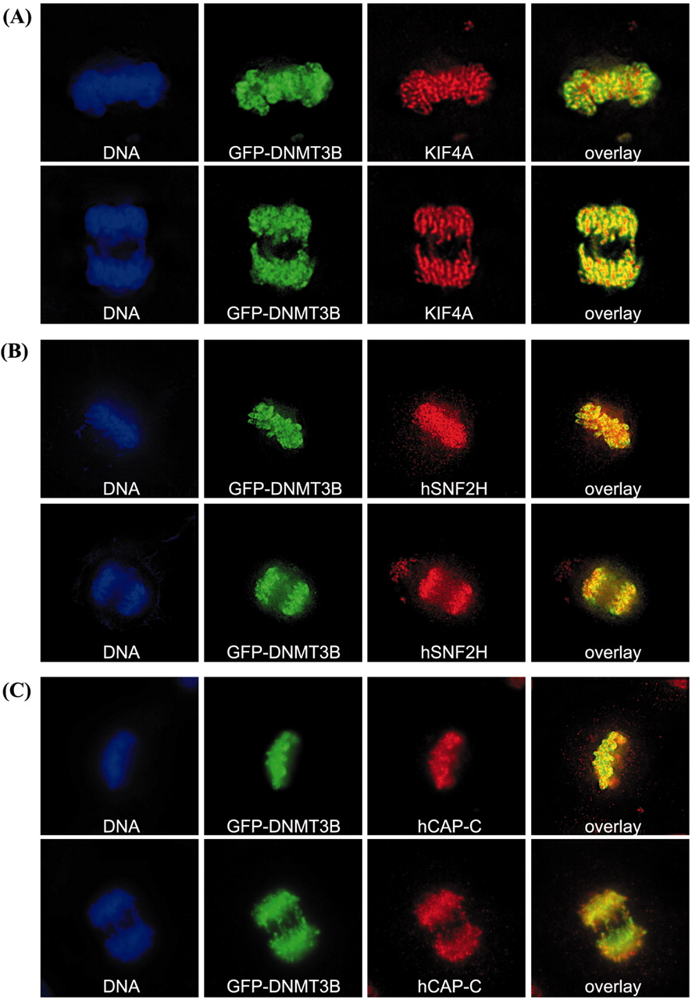 (A)
DNA GFP-DNMT3B KIF4A overlay
DNA GFP-DNMT3B KIF4A overlay
(B)
DNA GFP-DNMT3B hSNF2H overlay
DNA GFP-DNMT3B hSNF2H overlay
(C)
DNA GFP-DNMT3B hCAP-C overlay
DNA GFP-DNMT3B hCAP-C overlay